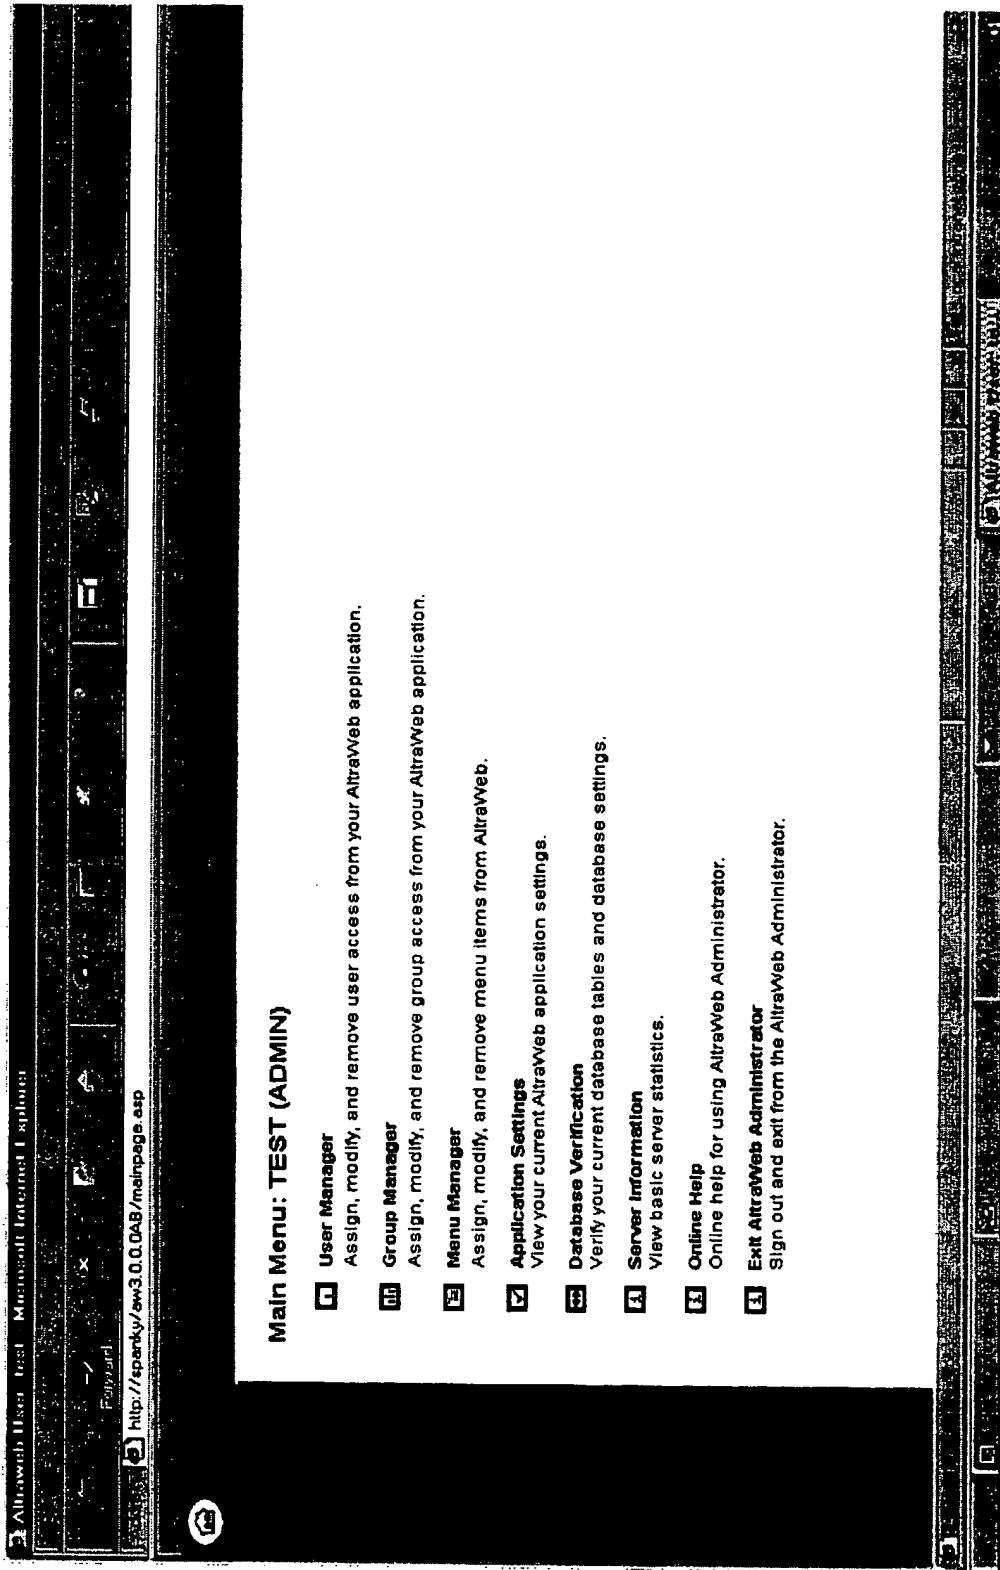 Altraweb User test Microsoft Internet Explorer
Forward
http://spanky/aw3.0.0.0AB/mainpage.asp
Main Menu: TEST (ADMIN)
User Manager
Assign, modify, and remove user access from your AltraWeb application.
Group Manager
Assign, modify, and remove group access from your AltraWeb application.
Menu Manager
Assign, modify, and remove menu items from AltraWeb.
Application Settings
View your current AltraWeb application settings.
Database Verification
Verify your current database tables and database settings.
Server Information
View basic server statistics.
Online Help
Online help for using AltraWeb Administrator.
Exit AltraWeb Administrator
Sign out and exit from the AltraWeb Administrator.